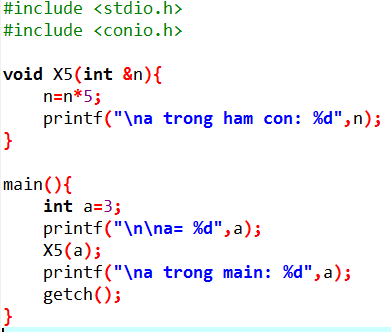 #include <stdio.h>
#include <conio.h>
void X5(int &n){
n=n*5;
printf("\na trong ham con: %d",n);
}
main(){
int a=3;
printf("\n\na= %d",a);
X5(a);
printf("\na trong main: %d",a);
getch();
}